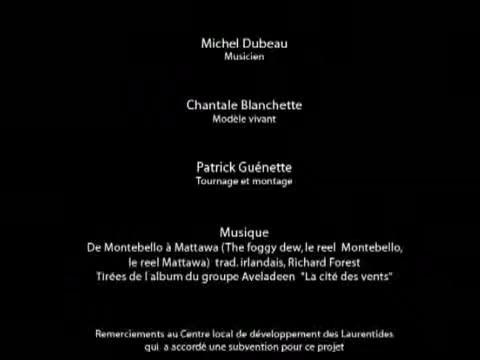 Michel Dubeau
Musicien
Chantale Blanchette
Modèle vivant
Patrick Guénette
Tournage et montage
Musique
De Montebello à Mattawa (The foggy dew, le reel Montebello,
le reel Mattawa) trad. irlandais, Richard Forest
Tirées de l'album du groupe Aveladeen "La cité des vents"
Remerciements au Centre local de développement des Laurentides
qui a accordé une subvention pour ce projet